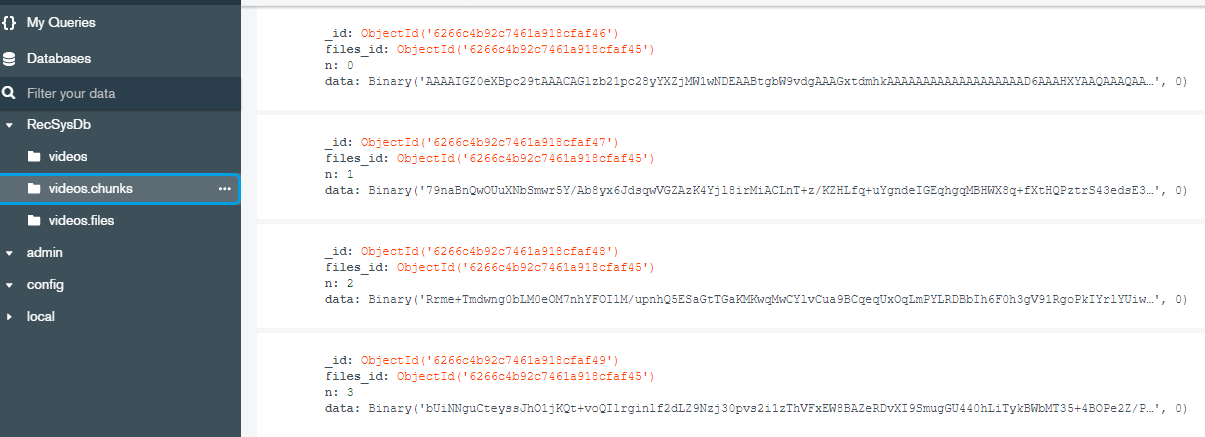 My Queries
Databases
Filter your data
RecSysDb
videos
videos.chunks
videos.files
admin
config
local
_id: ObjectId('6266c4b92c7461a918cfaf46')
files_id: ObjectId('6266c4b92c7461a918cfaf45')
n: 0
data: Binary('AAAAIGZ0eXBpc29tAAACAGlzb21pc28yYXZjMW1wNDEAABtgbW9vdgAAAGxtdmhkAAAAAAAAAAAAAAAAAAAD6AAAHXYAAQAAAQAA…', 0)
_id: ObjectId('6266c4b92c7461a918cfaf47')
files_id: ObjectId('6266c4b92c7461a918cfaf45')
n: 1
data: Binary('79naBnQwOUuXNbSmwr5Y/Ab8yx6JdsqwVGZAzK4Yjl8irMiACLnT+z/KZHLfq+uYgndeIGEqhgqMBHWX8q+fXtHQPztrS43edsE3…', 0)
_id: ObjectId('6266c4b92c7461a918cfaf48')
files_id: ObjectId('6266c4b92c7461a918cfaf45')
n: 2
data: Binary('Rrme+Tmdwng0bLM0eOM7nhYFOIlM/upnhQ5ESaGtTGaKMKwqMwCYlvCua9BCqeqUxOqLmPYLRDBbIh6F0h3gV91RgoPkIYrlYUiw…', 0)
_id: ObjectId('6266c4b92c7461a918cfaf49')
files_id: ObjectId('6266c4b92c7461a918cfaf45')
n: 3
data: Binary('bUiNNguCteyssJhO1jKQt+voQIlrginlf2dLZ9Nzj30pvs2i1zThVFxEW8BAZeRDvXI9SmugGU440hLiTykBWbMT35+4BOPe2Z/P…', 0)